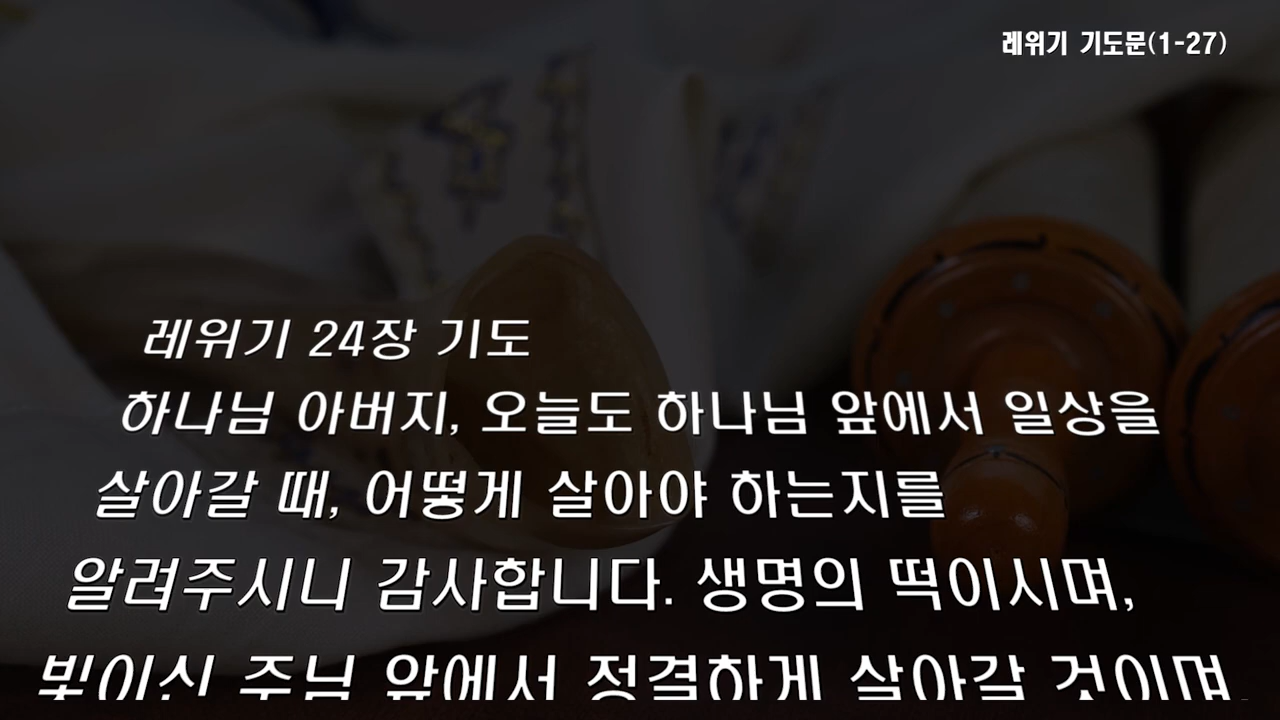 레위기 기도문(1-27)
레위기 24장 기도
하나님 아버지, 오늘도 하나님 앞에서 일상을
살아갈 때, 어떻게 살아야 하는지를
알려주시니 감사합니다. 생명의 떡이시며,
빛이신 주님 앞에서 정결하게 살아갈 것이며